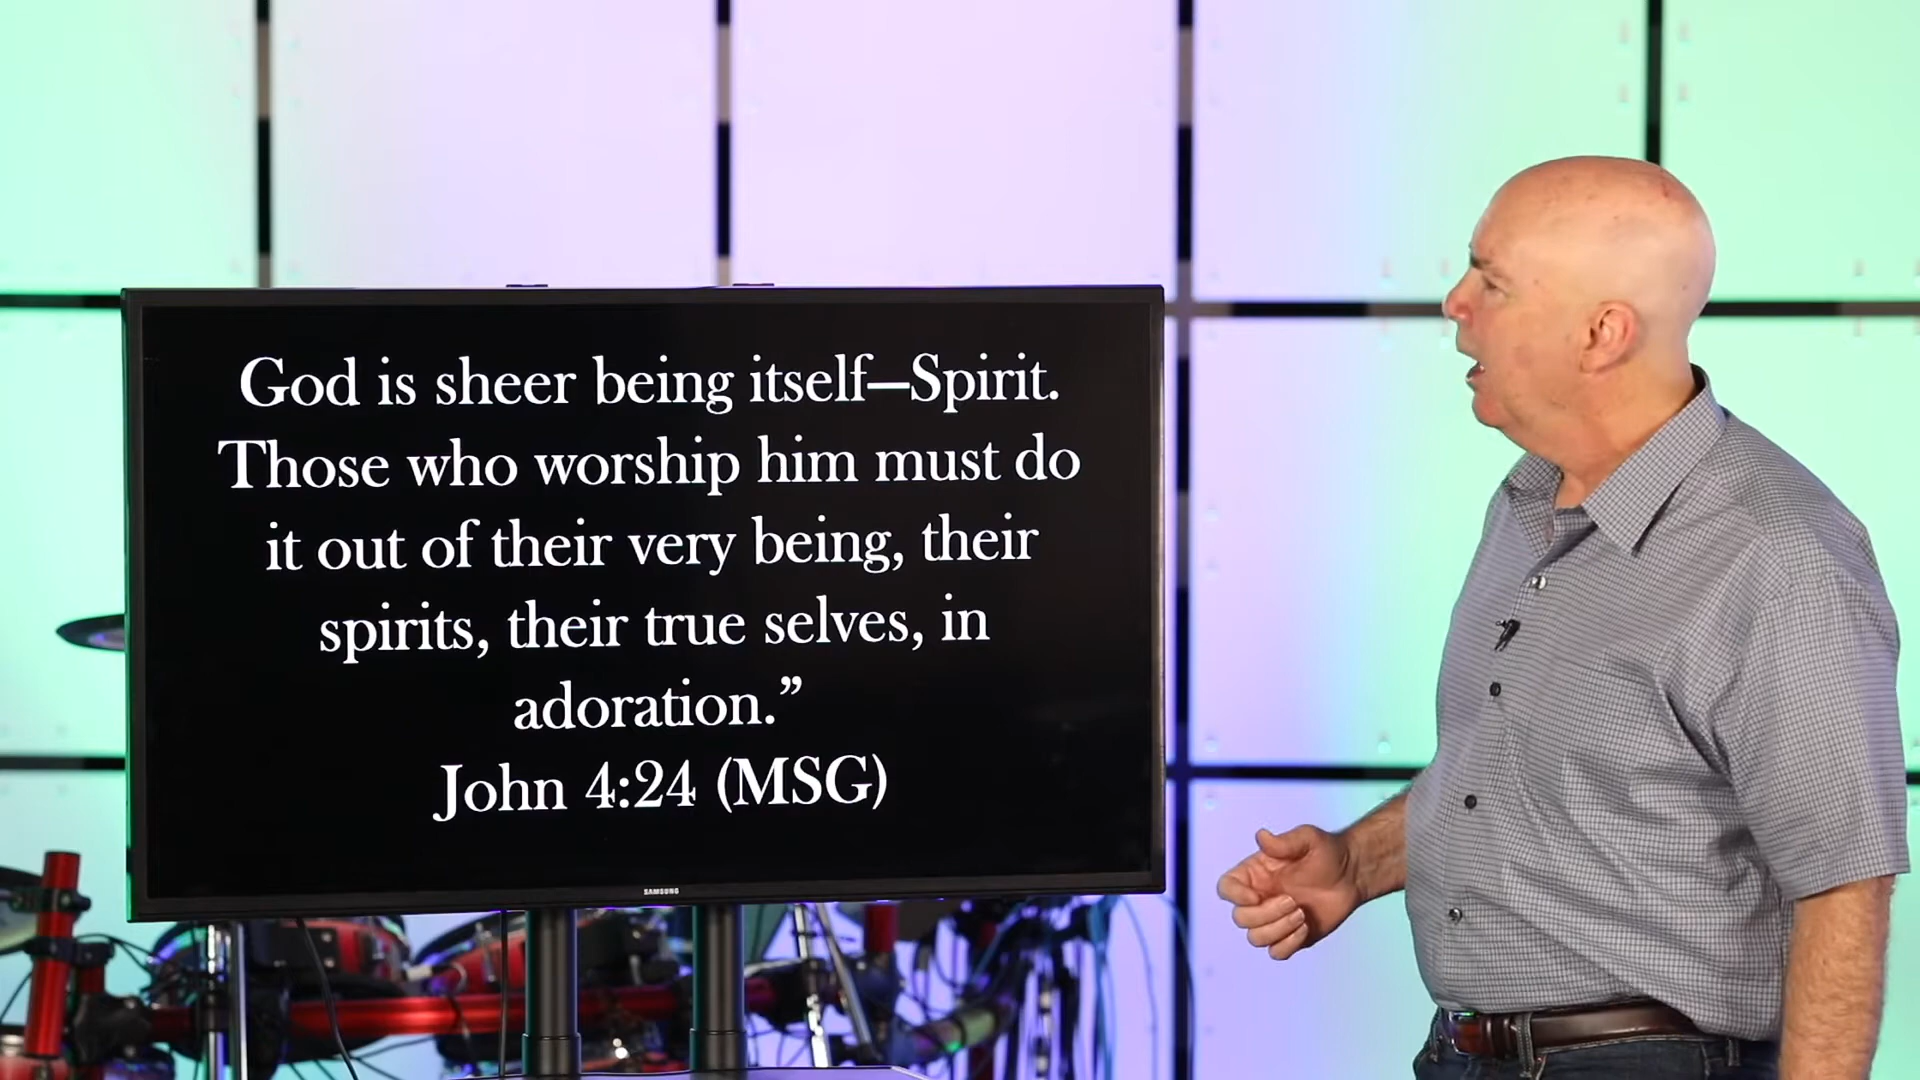 God is sheer being itself—Spirit.
Those who worship him must do
it out of their very being, their
spirits, their true selves, in
adoration.”
John 4:24 (MSG)
SAMSUNG